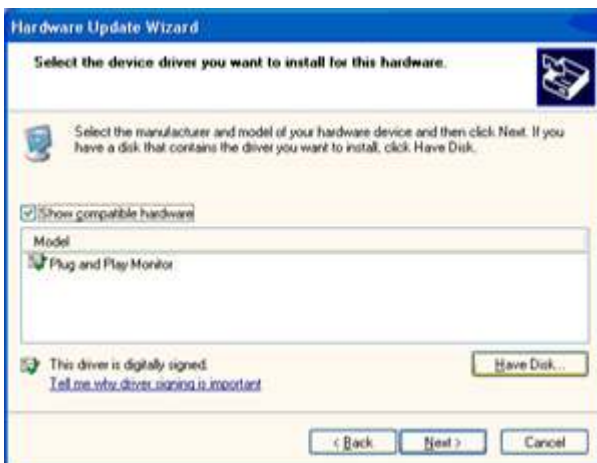 Hardware Update Wizard
Select the device driver you want to install for this hardware.
Select the manufacturer and model of your hardware device and then click Next. If you
have a disk that contains the driver you want to install, click Have Disk.
Show compatible hardware
Model
Plug and Play Monitor
This driver is digitally signed.
Tell me why driver signing is important
Have Disk...
< Back
Next >
Cancel